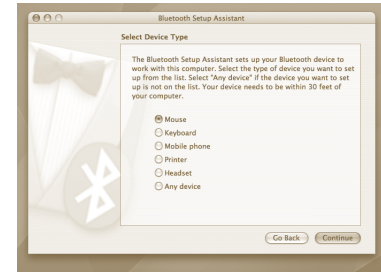 Bluetooth Setup Assistant
Select Device Type
The Bluetooth Setup Assistant sets up your Bluetooth device to
work with this computer. Select the type of device you want to set
up from the list. Select "Any device" if the device you want to set
up is not on the list. Your device needs to be within 30 feet of
your computer.
Mouse
Keyboard
Mobile phone
Printer
Headset
Any device
Go Back Continue